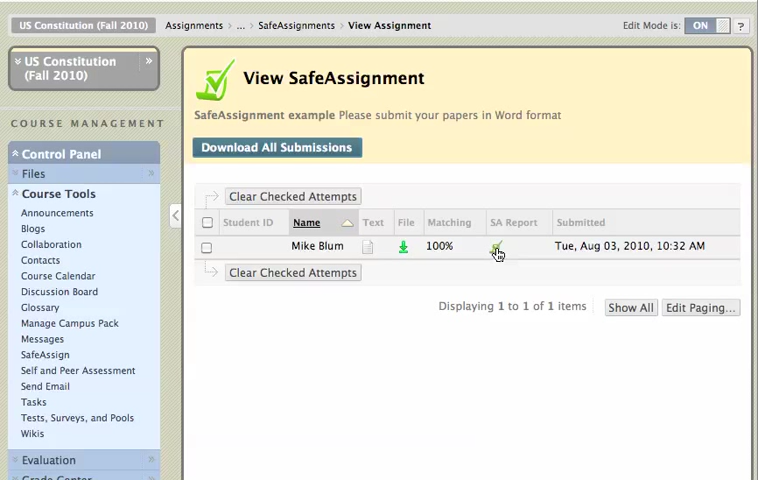 US Constitution (Fall 2010) Assignments > ... > SafeAssignments > View Assignment Edit Mode is: ON ?
US Constitution
(Fall 2010)
COURSE MANAGEMENT
Control Panel
Files
Course Tools
Announcements
Blogs
Collaboration
Contacts
Course Calendar
Discussion Board
Glossary
Manage Campus Pack
Messages
SafeAssign
Self and Peer Assessment
Send Email
Tasks
Tests, Surveys, and Pools
Wikis
Evaluation
Grade Center
View SafeAssignment
SafeAssignment example Please submit your papers in Word format
Download All Submissions
Clear Checked Attempts
Student ID Name Text File Matching SA Report Submitted
Mike Blum 100% Tue, Aug 03, 2010, 10:32 AM
Clear Checked Attempts
Displaying 1 to 1 of 1 items Show All Edit Paging...